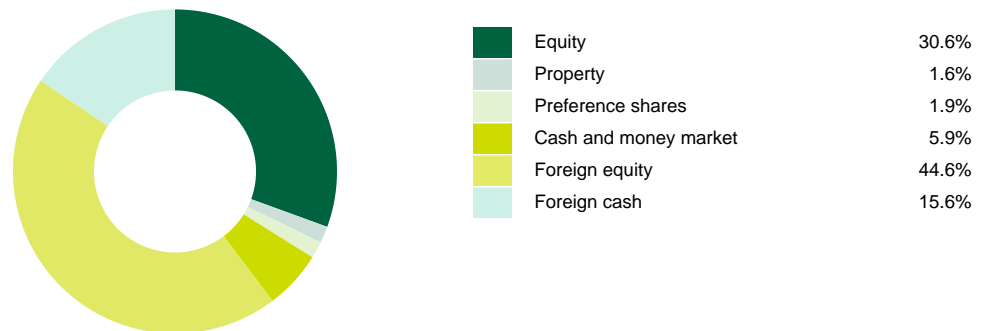 Equity 30.6%
Property 1.6%
Preference shares 1.9%
Cash and money market 5.9%
Foreign equity 44.6%
Foreign cash 15.6%